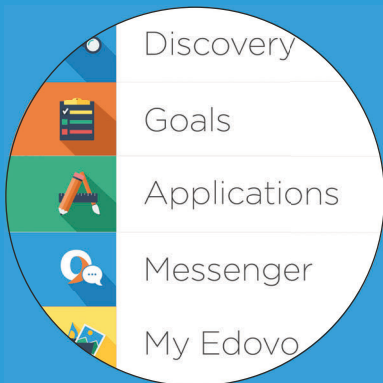 Discovery
Goals
Applications
Messenger
My Edovo